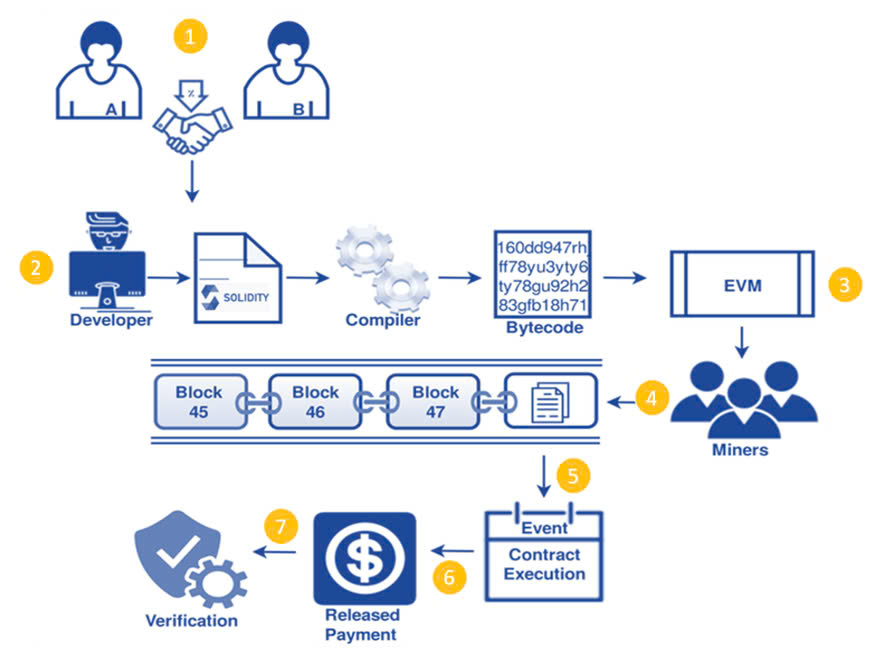 1
A
%
B
2
Developer
SOLIDITY
Compiler
160dd947rh
ff78yu3yty6
ty78gu92h2
83gfb18h71
Bytecode
EVM
3
Block
45
Block
46
Block
47
4
Miners
5
Event
Contract
Execution
6
Released
Payment
7
Verification